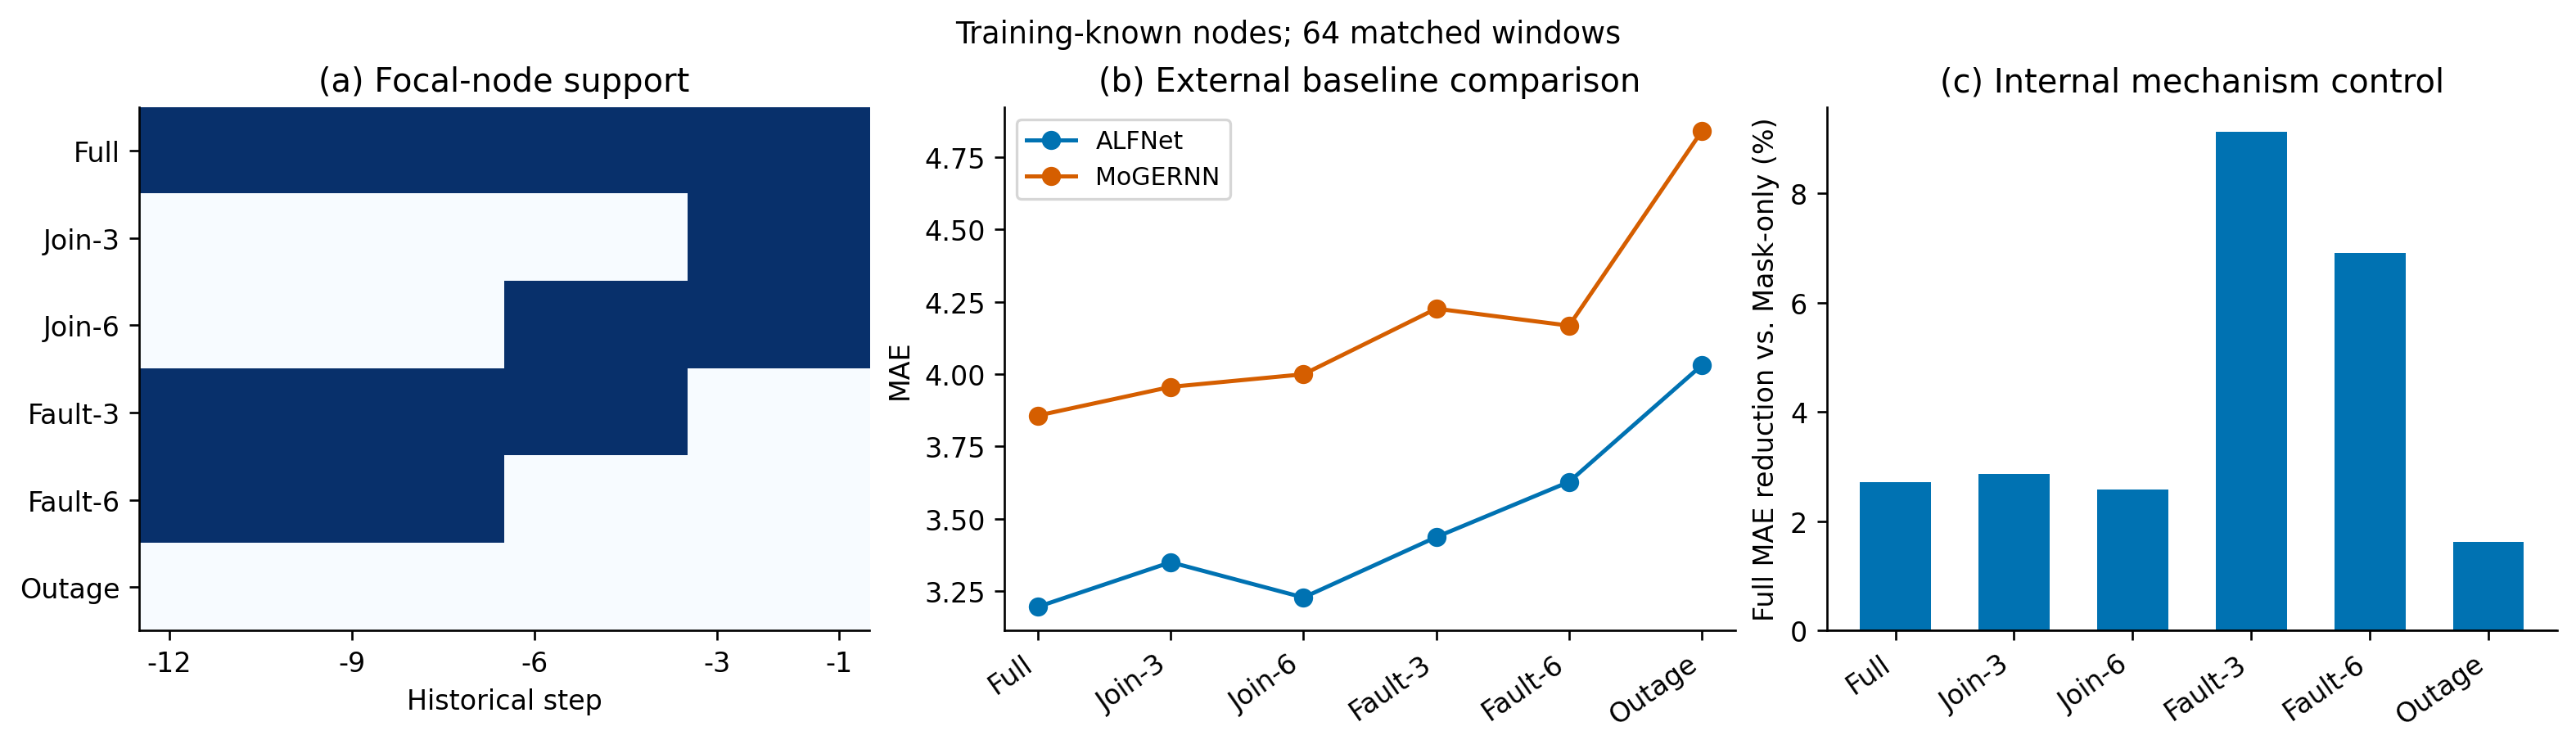 Training-known nodes; 64 matched windows
(a) Focal-node support
Full
Join-3
Join-6
Fault-3
Fault-6
Outage
-12 -9 -6 -3 -1
Historical step
(b) External baseline comparison
ALFNet
MoGERNN
MAE
4.75
4.50
4.25
4.00
3.75
3.50
3.25
Full Join-3 Join-6 Fault-3 Fault-6 Outage
(c) Internal mechanism control
Full MAE reduction vs. Mask-only (%)
8
6
4
2
0
Full Join-3 Join-6 Fault-3 Fault-6 Outage